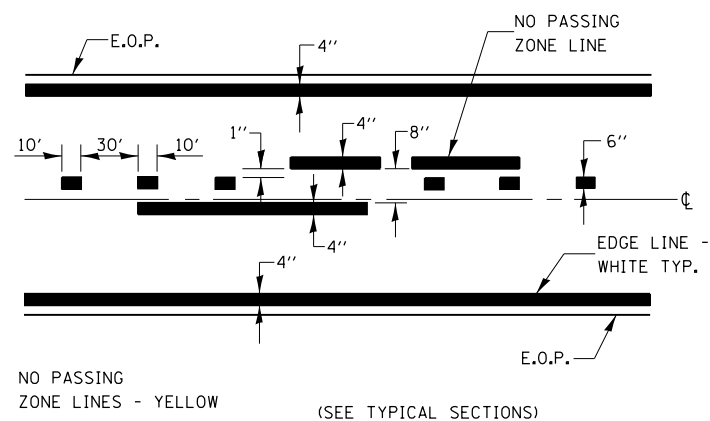 NO PASSING
ZONE LINE
E.O.P.
4''
10' 30' 10'
1''
4''
8''
6''
℄
4''
4''
EDGE LINE -
WHITE TYP.
E.O.P.
NO PASSING
ZONE LINES - YELLOW
(SEE TYPICAL SECTIONS)